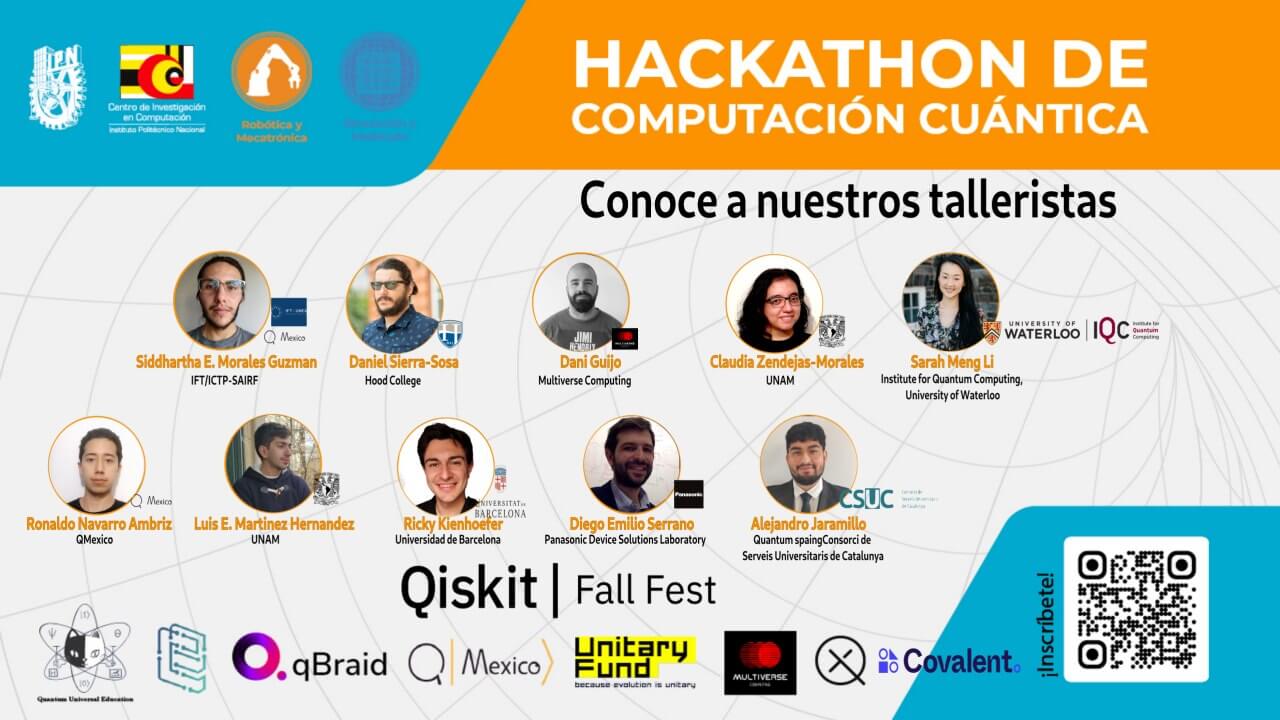 IPN
Centro de Investigación
en Computación
Instituto Politécnico Nacional
Robótica y
Mecatrónica
HACKATHON DE
COMPUTACIÓN CUÁNTICA
Conoce a nuestros talleristas
Q Mexico
JIMI
MULTIVERSE
UNIVERSITY OF
WATERLOO
IQC
Institute for
Quantum
Computing
Siddhartha E. Morales Guzman
IFT/ICTP-SAIRF
Daniel Sierra-Sosa
Hood College
Dani Guijo
Multiverse Computing
Claudia Zendejas-Morales
UNAM
Sarah Meng Li
Institute for Quantum Computing,
University of Waterloo
Q Mexico
UNIVERSITAT DE
BARCELONA
Panasonic
CSUC
Ronaldo Navarro Ambriz
QMexico
Luis E. Martinez Hernandez
UNAM
Ricky Kienhoefer
Universidad de Barcelona
Diego Emilio Serrano
Panasonic Device Solutions Laboratory
Alejandro Jaramillo
Quantum spaingConsorci de
Serveis Universitaris de Catalunya
Qiskit | Fall Fest
¡Inscríbete!
Quantum Universal Education
qBraid
Q|Mexico⟩
Unitary
Fund
because evolution is unitary
MULTIVERSE
COMPUTING
Covalent